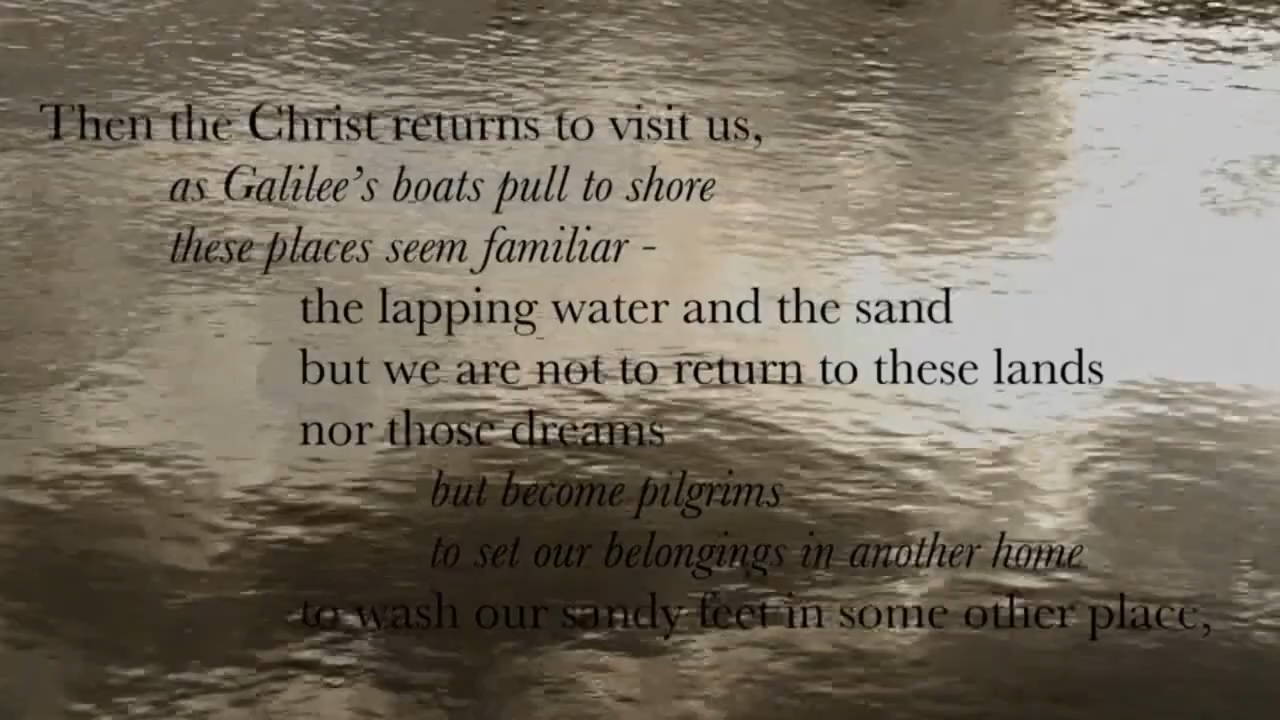 Then the Christ returns to visit us,
as Galilee’s boats pull to shore
these places seem familiar -
the lapping water and the sand
but we are not to return to these lands
nor those dreams
but become pilgrims
to set our belongings in another home
to wash our sandy feet in some other place,